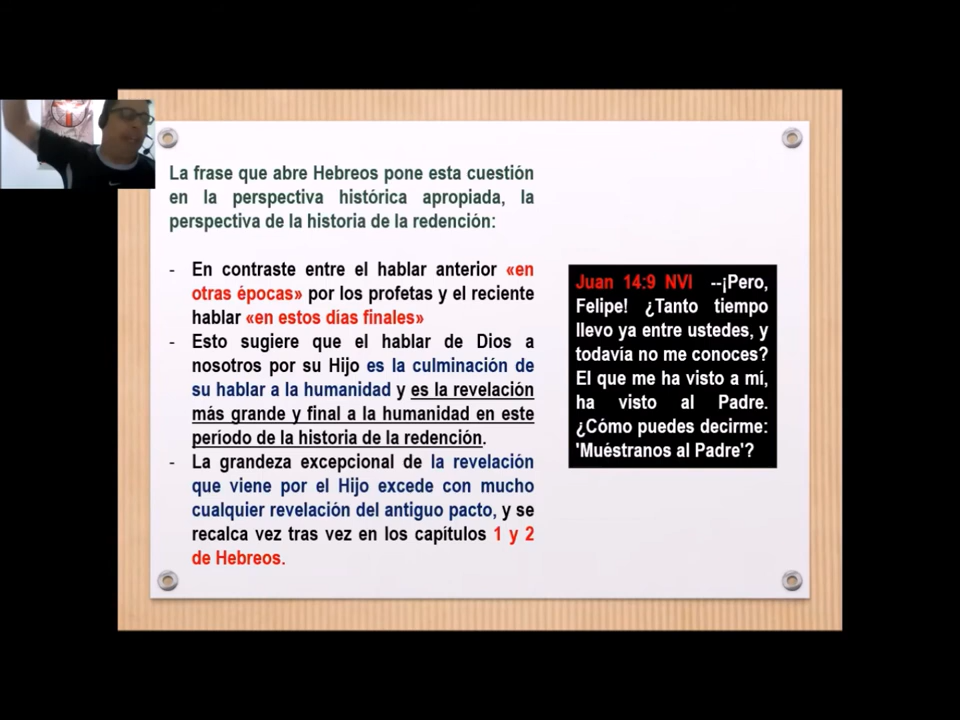 La frase que abre Hebreos pone esta cuestión
en la perspectiva histórica apropiada, la
perspectiva de la historia de la redención:
- En contraste entre el hablar anterior «en
otras épocas» por los profetas y el reciente
hablar «en estos días finales»
- Esto sugiere que el hablar de Dios a
nosotros por su Hijo es la culminación de
su hablar a la humanidad y es la revelación
más grande y final a la humanidad en este
período de la historia de la redención.
- La grandeza excepcional de la revelación
que viene por el Hijo excede con mucho
cualquier revelación del antiguo pacto, y se
recalca vez tras vez en los capítulos 1 y 2
de Hebreos.
Juan 14:9 NVI --¡Pero,
Felipe! ¿Tanto tiempo
llevo ya entre ustedes, y
todavía no me conoces?
El que me ha visto a mí,
ha visto al Padre.
¿Cómo puedes decirme:
'Muéstranos al Padre'?